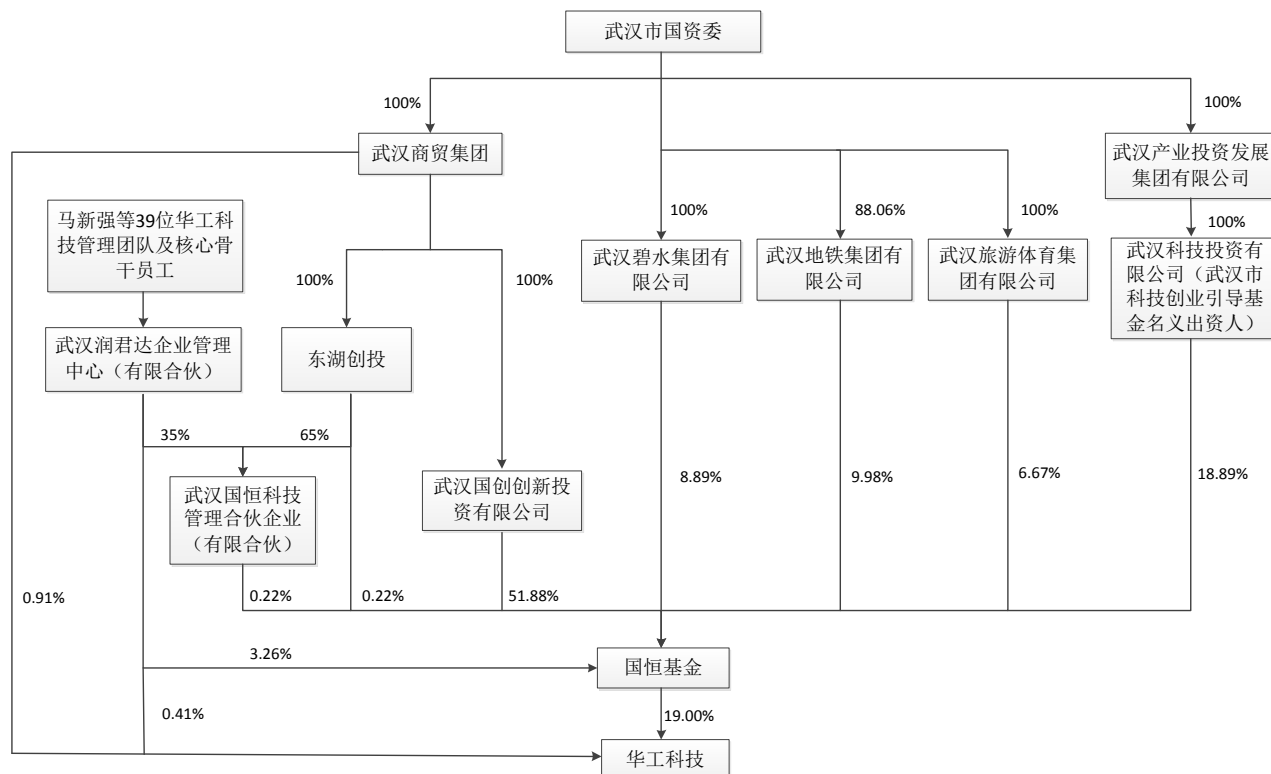 武汉市国资委
100%
100%
武汉商贸集团
武汉产业投资发展
集团有限公司
马新强等39位华工科
技管理团队及核心骨
干员工
100%
88.06%
100%
100%
武汉碧水集团有
限公司
武汉地铁集团有
限公司
武汉旅游体育集
团有限公司
武汉科技投资有
限公司（武汉市
科技创业引导基
金名义出资人）
100%
100%
武汉润君达企业管理
中心（有限合伙）
东湖创投
35%
65%
武汉国恒科技
管理合伙企业
（有限合伙）
武汉国创创新投
资有限公司
8.89%
9.98%
6.67%
18.89%
0.91%
0.22%
0.22%
51.88%
3.26%
国恒基金
0.41%
19.00%
华工科技